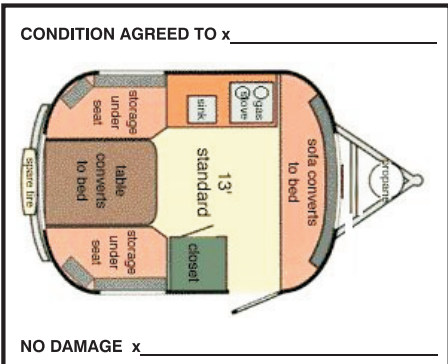 CONDITION AGREED TO x
storage
under
seat
sink
gas
stove
sofa converts
to bed
propane
spare tire
table
converts
to bed
13'
standard
storage
under
seat
closet
NO DAMAGE x